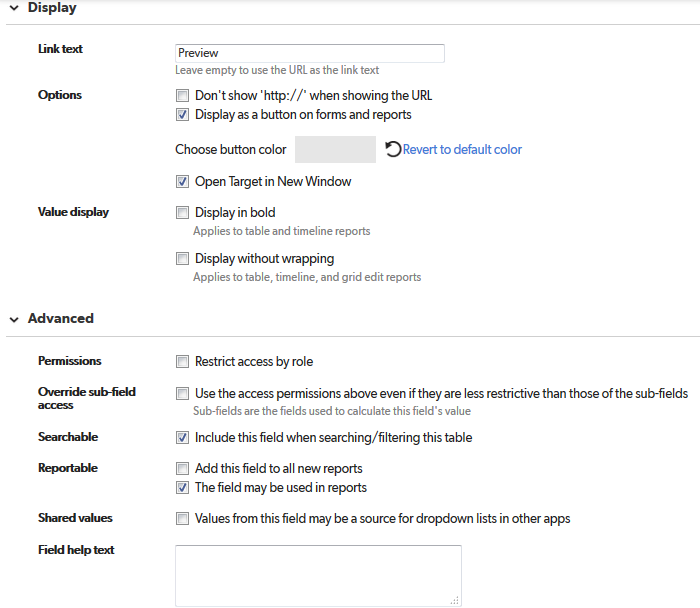 Display
Link text
Preview
Leave empty to use the URL as the link text
Options
Don't show 'http://' when showing the URL
Display as a button on forms and reports
Choose button color
Revert to default color
Open Target in New Window
Value display
Display in bold
Applies to table and timeline reports
Display without wrapping
Applies to table, timeline, and grid edit reports
Advanced
Permissions
Restrict access by role
Override sub-field
access
Use the access permissions above even if they are less restrictive than those of the sub-fields
Sub-fields are the fields used to calculate this field's value
Searchable
Include this field when searching/filtering this table
Reportable
Add this field to all new reports
The field may be used in reports
Shared values
Values from this field may be a source for dropdown lists in other apps
Field help text